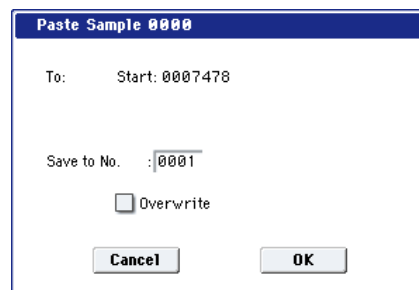 Paste Sample 0000
To: Start: 0007478
Save to No. :0001
Overwrite
Cancel OK